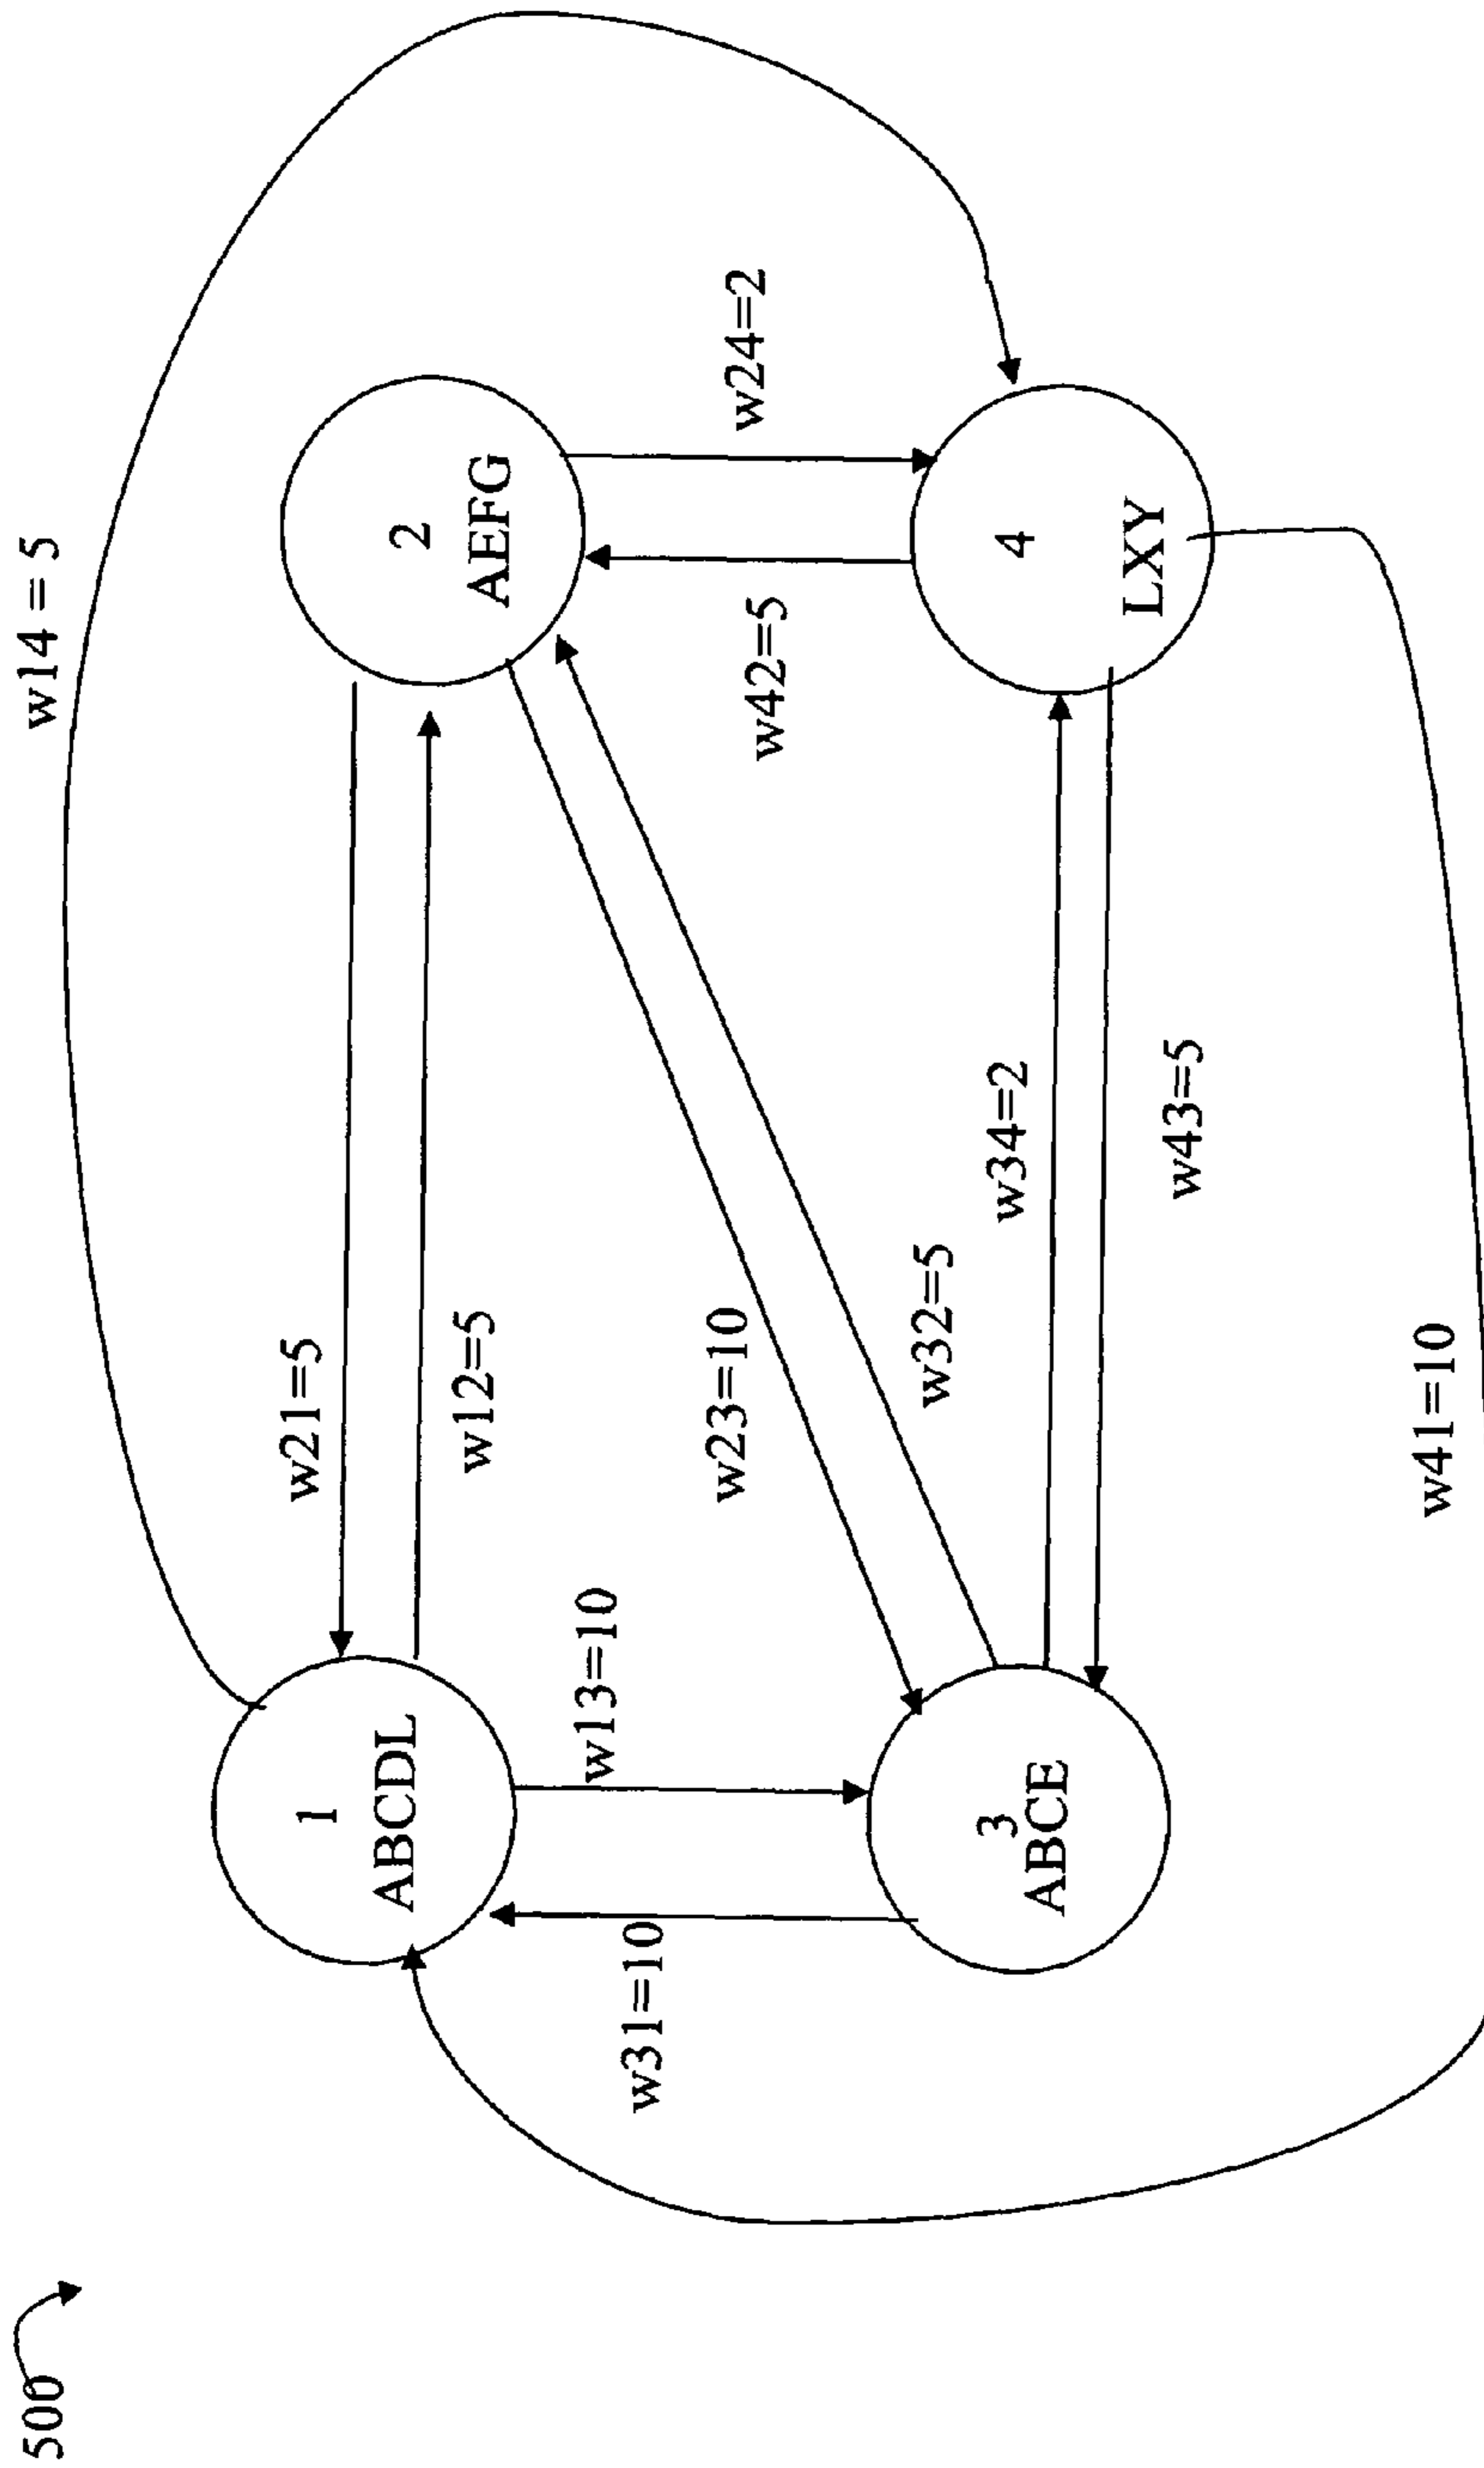 500
w14 = 5
w21=5
w12=5
1
ABCDL
2
AEFG
w31=10
w13=10
w23=10
w32=5
w42=5
w24=2
3
ABCE
w34=2
4
LXY
w43=5
w41=10